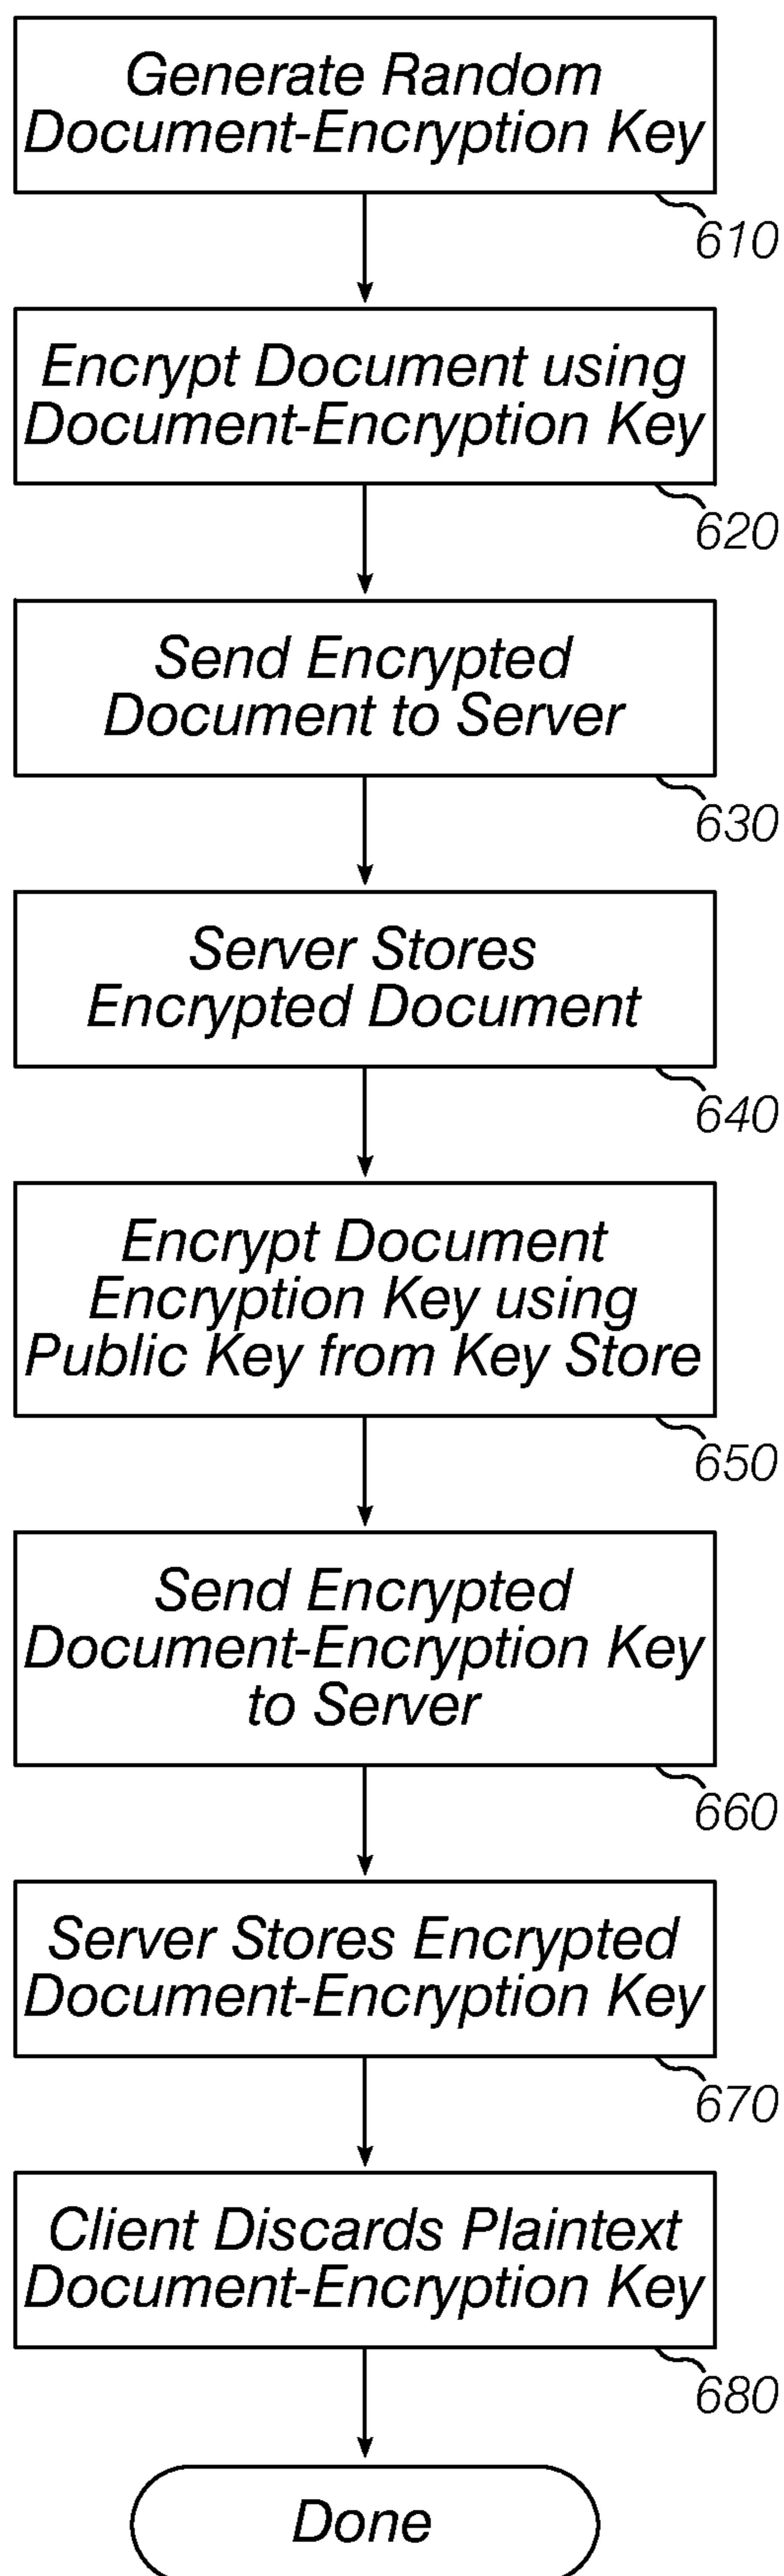 Generate Random
Document-Encryption Key
610
Encrypt Document using
Document-Encryption Key
620
Send Encrypted
Document to Server
630
Server Stores
Encrypted Document
640
Encrypt Document
Encryption Key using
Public Key from Key Store
650
Send Encrypted
Document-Encryption Key
to Server
660
Server Stores Encrypted
Document-Encryption Key
670
Client Discards Plaintext
Document-Encryption Key
680
Done